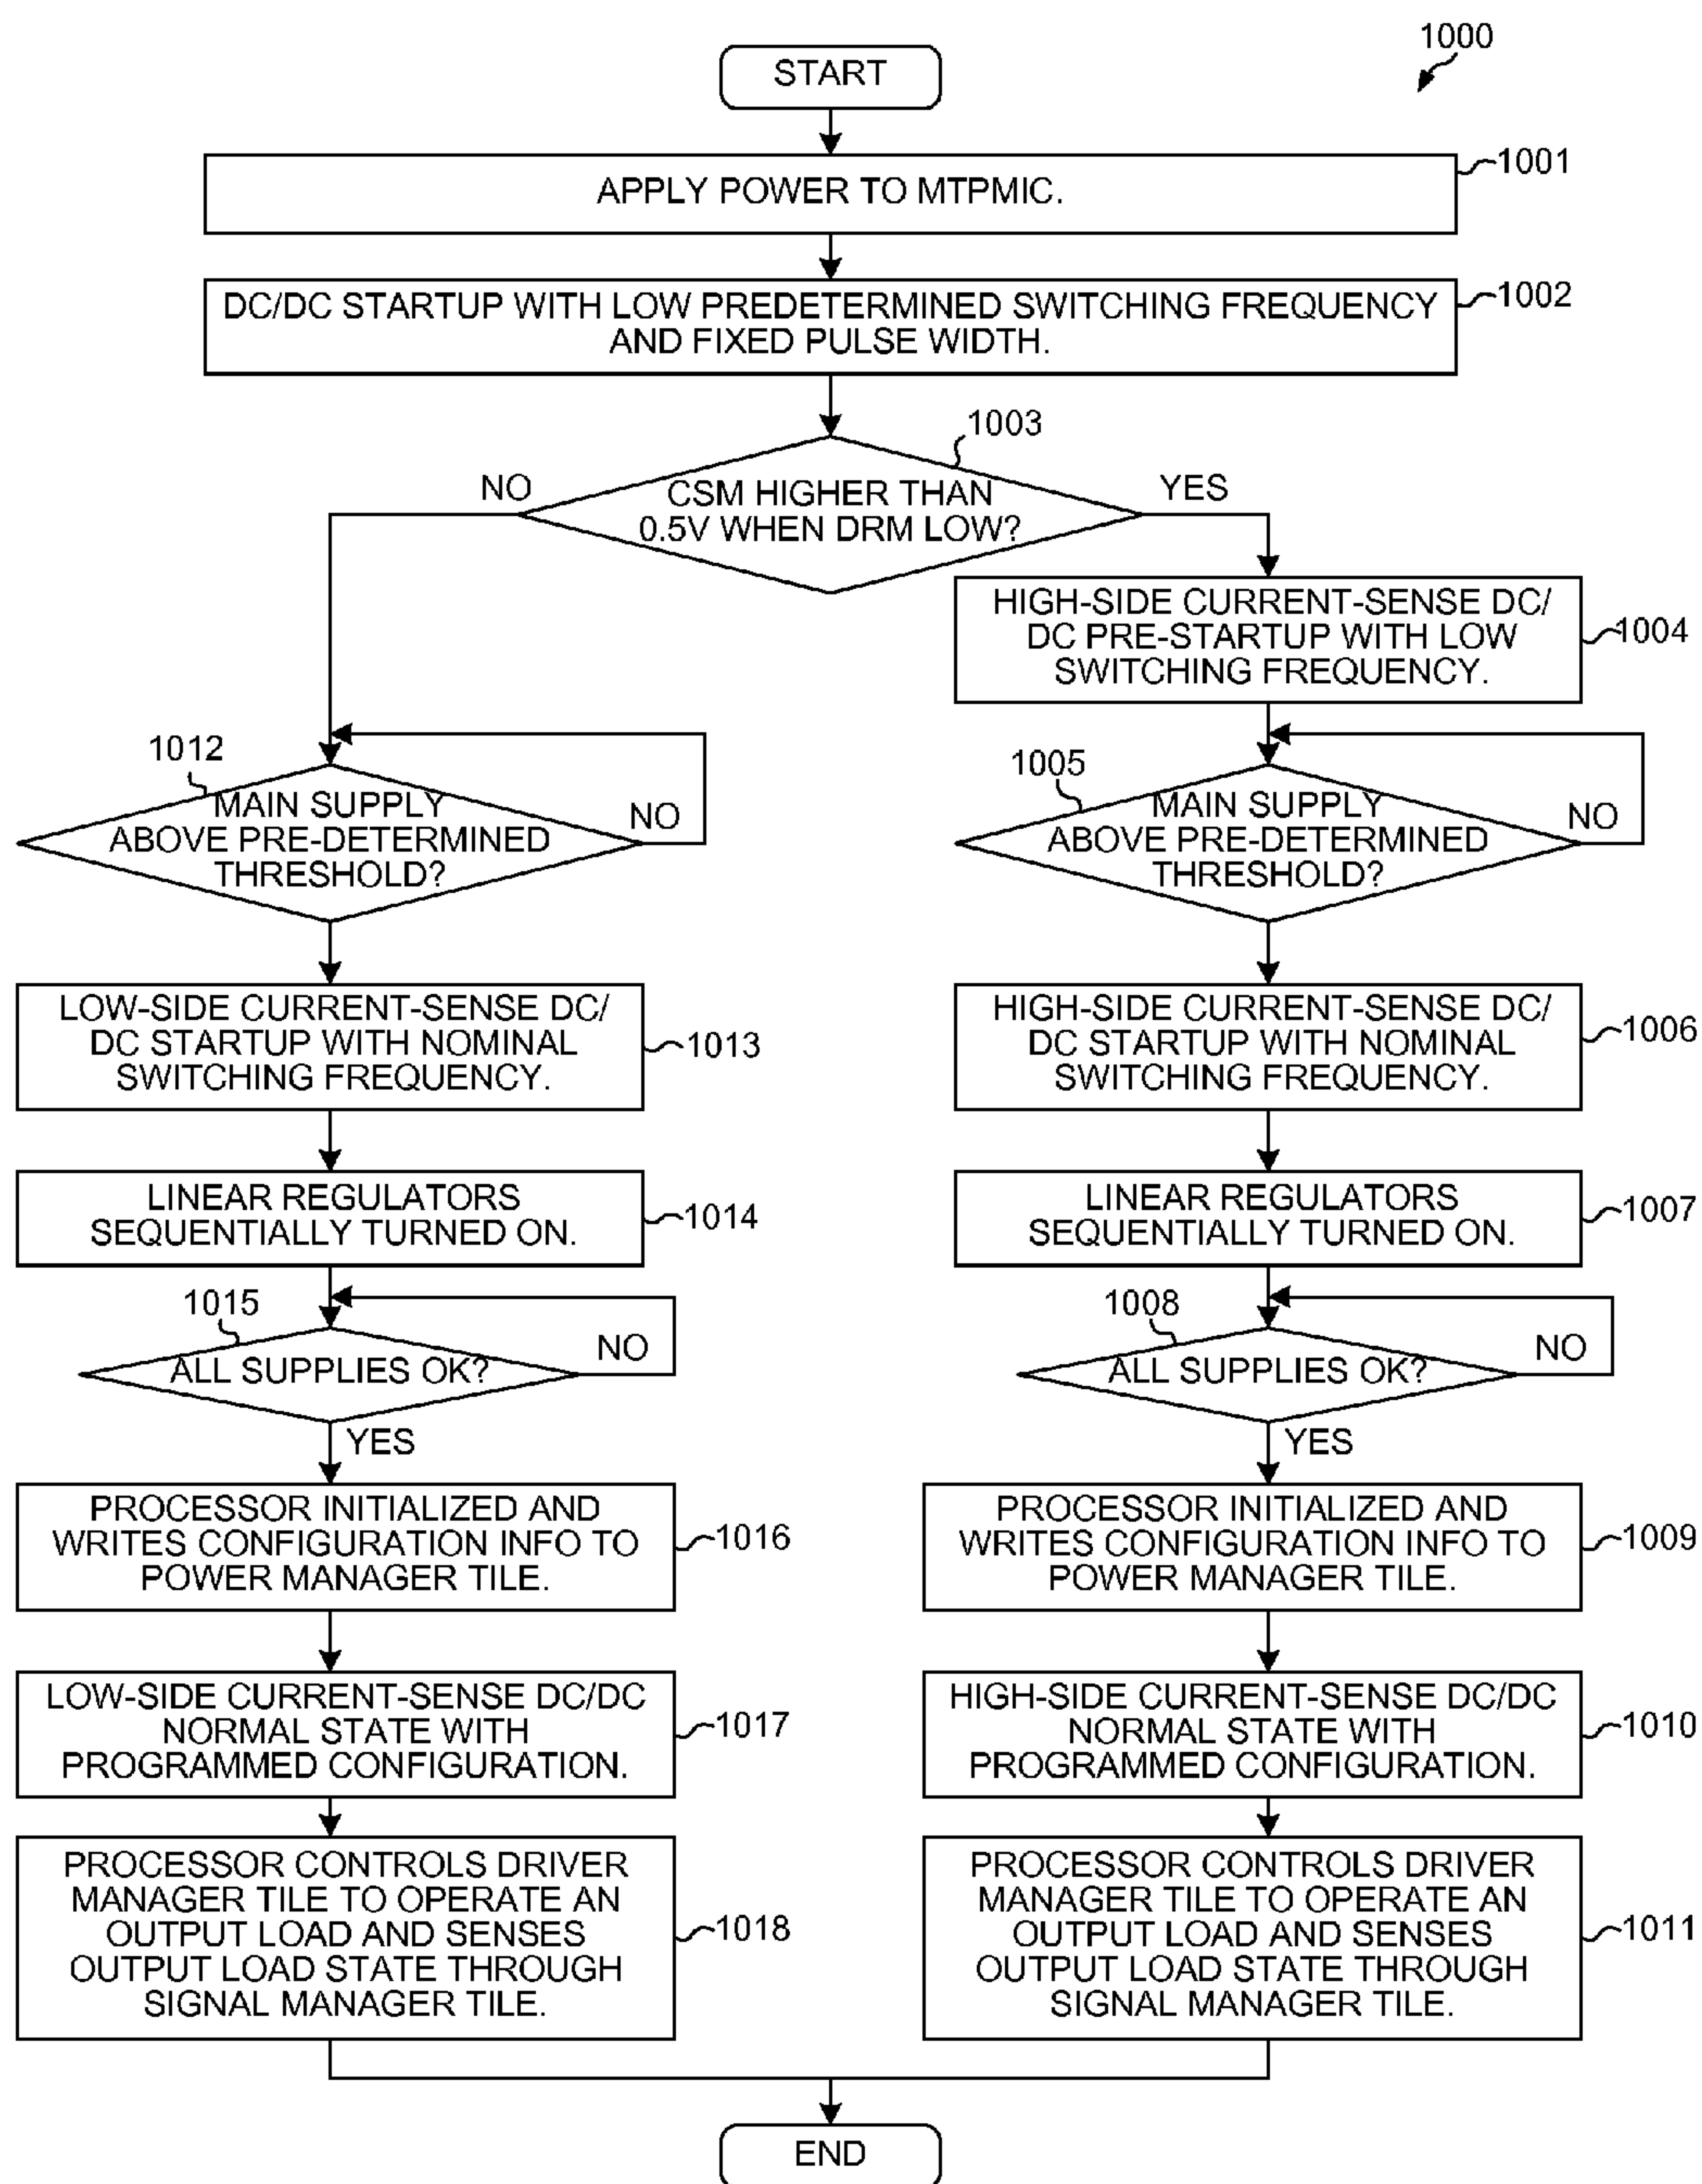 1000
START
APPLY POWER TO MTPMIC.
1001
DC/DC STARTUP WITH LOW PREDETERMINED SWITCHING FREQUENCY
AND FIXED PULSE WIDTH.
1002
1003
NO
CSM HIGHER THAN
0.5V WHEN DRM LOW?
YES
HIGH-SIDE CURRENT-SENSE DC/
DC PRE-STARTUP WITH LOW
SWITCHING FREQUENCY.
1004
1012
MAIN SUPPLY
ABOVE PRE-DETERMINED
THRESHOLD?
NO
1005
MAIN SUPPLY
ABOVE PRE-DETERMINED
THRESHOLD?
NO
LOW-SIDE CURRENT-SENSE DC/
DC STARTUP WITH NOMINAL
SWITCHING FREQUENCY.
1013
HIGH-SIDE CURRENT-SENSE DC/
DC STARTUP WITH NOMINAL
SWITCHING FREQUENCY.
1006
LINEAR REGULATORS
SEQUENTIALLY TURNED ON.
1014
LINEAR REGULATORS
SEQUENTIALLY TURNED ON.
1007
1015
ALL SUPPLIES OK?
NO
YES
1008
ALL SUPPLIES OK?
NO
YES
PROCESSOR INITIALIZED AND
WRITES CONFIGURATION INFO TO
POWER MANAGER TILE.
1016
PROCESSOR INITIALIZED AND
WRITES CONFIGURATION INFO TO
POWER MANAGER TILE.
1009
LOW-SIDE CURRENT-SENSE DC/DC
NORMAL STATE WITH
PROGRAMMED CONFIGURATION.
1017
HIGH-SIDE CURRENT-SENSE DC/DC
NORMAL STATE WITH
PROGRAMMED CONFIGURATION.
1010
PROCESSOR CONTROLS DRIVER
MANAGER TILE TO OPERATE AN
OUTPUT LOAD AND SENSES
OUTPUT LOAD STATE THROUGH
SIGNAL MANAGER TILE.
1018
PROCESSOR CONTROLS DRIVER
MANAGER TILE TO OPERATE AN
OUTPUT LOAD AND SENSES
OUTPUT LOAD STATE THROUGH
SIGNAL MANAGER TILE.
1011
END